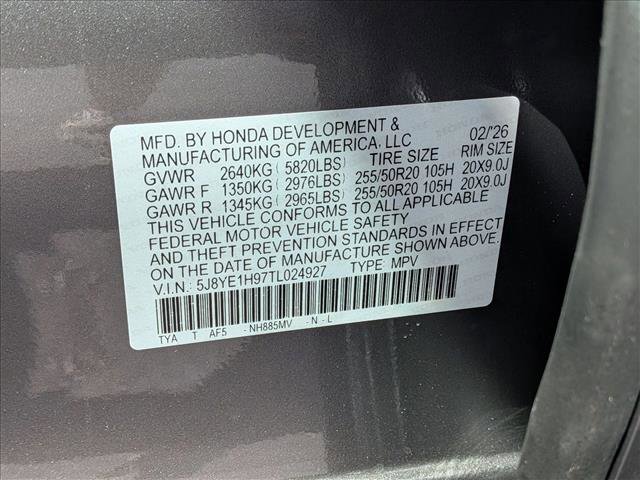 MFD. BY HONDA DEVELOPMENT & 02/'26
MANUFACTURING OF AMERICA, LLC TIRE SIZE RIM SIZE
GVWR 2640KG (5820LBS)
GAWR F 1350KG (2976LBS) 255/50R20 105H 20X9.0J
GAWR R 1345KG (2965LBS) 255/50R20 105H 20X9.0J
THIS VEHICLE CONFORMS TO ALL APPLICABLE
FEDERAL MOTOR VEHICLE SAFETY
AND THEFT PREVENTION STANDARDS IN EFFECT
ON THE DATE OF MANUFACTURE SHOWN ABOVE.
V.I.N.: 5J8YE1H97TL024927 TYPE: MPV
TYA T AF5 -NH885MV -N-L